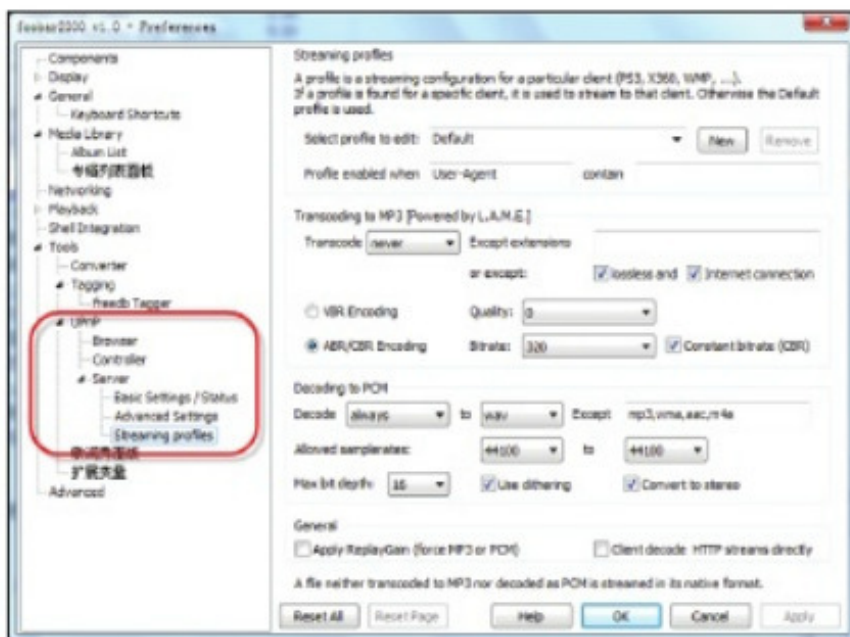 foobar2000 v1.0 - Preferences
Components
Display
General
Keyboard Shortcuts
Media Library
Album List
专辑列表面板
Networking
Playback
Shell Integration
Tools
Converter
Tagging
freedb Tagger
UPnP
Browser
Controller
Server
Basic Settings / Status
Advanced Settings
Streaming profiles
歌词秀面板
扩展变量
Advanced
Streaming profiles
A profile is a streaming configuration for a particular client (PS3, X360, WMP, ...).
If a profile is found for a specific client, it is used to stream to that client. Otherwise the Default
profile is used.
Select profile to edit: Default New Remove
Profile enabled when User-Agent contain
Transcoding to MP3 [Powered by L.A.M.E.]
Transcode never Except extensions
or except: lossless and Internet connection
VBR Encoding Quality: 0
ABR/CBR Encoding Bitrate: 320 Constant bitrate (CBR)
Decoding to PCM
Decode always to wav Except mp3,wma,aac,m4a
Allowed samplerates: 44100 to 44100
Max bit depth: 16 Use dithering Convert to stereo
General
Apply ReplayGain (force MP3 or PCM) Client decode HTTP streams directly
A file neither transcoded to MP3 nor decoded as PCM is streamed in its native format.
Reset All Reset Page Help OK Cancel Apply